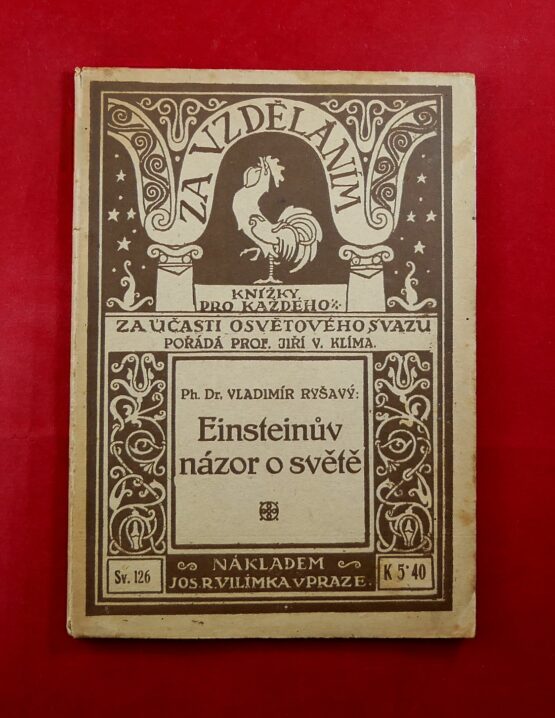 ZA VZDĚLANÍM
KNÍŽKY
PRO KAŽDÉHO
ZA ÚČASTI OSVĚTOVÉHO SVAZU
POŘÁDÁ PROF. JIŘÍ V. KLÍMA.
Ph. Dr. VLADIMÍR RYŠAVÝ:
Einsteinův
názor o světě
NÁKLADEM
JOS. R. VILÍMKA V PRAZE.
Sv. 126
K 5·40